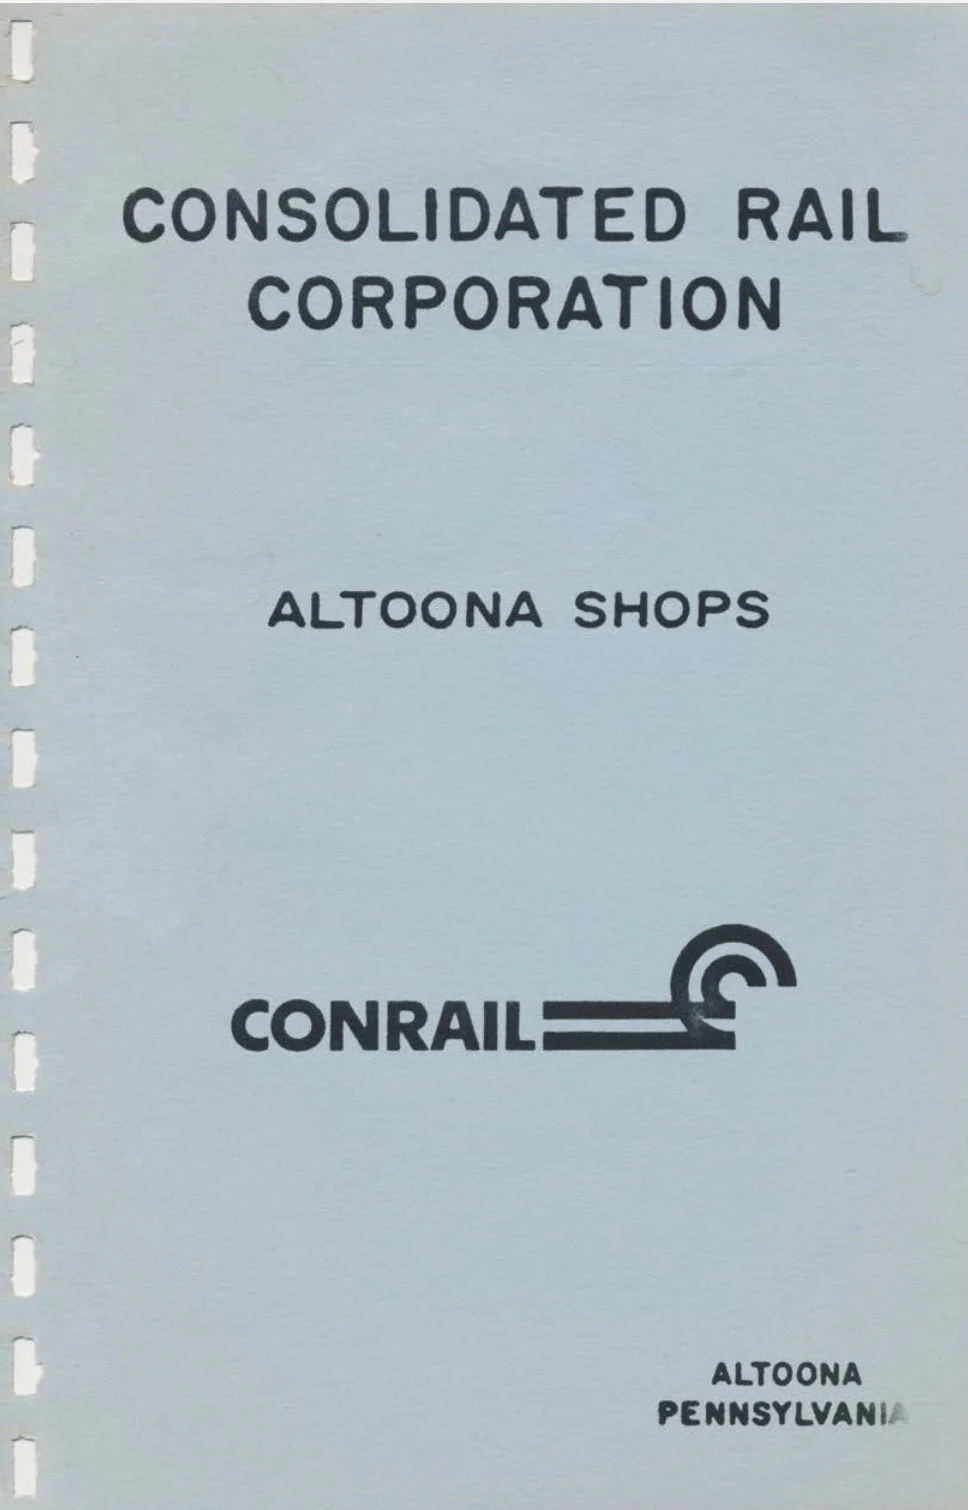 CONSOLIDATED RAIL
CORPORATION
ALTOONA SHOPS
CONRAIL
ALTOONA
PENNSYLVANIA